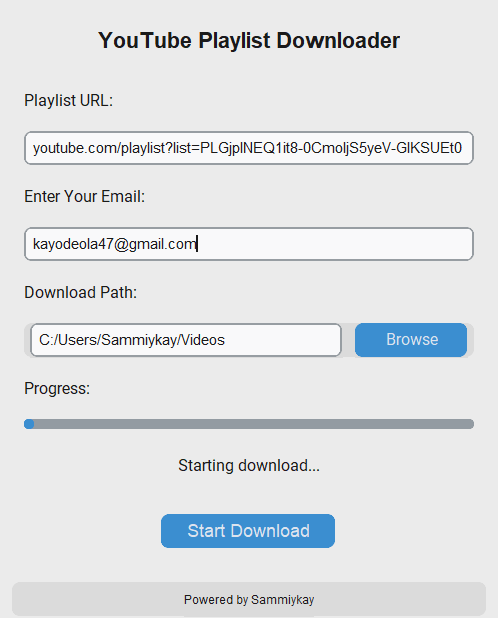 YouTube Playlist Downloader
Playlist URL:
youtube.com/playlist?list=PLGjplNEQ1it8-0CmoljS5yeV-GlKSUEt0
Enter Your Email:
kayodeola47@gmail.com
Download Path:
C:/Users/Sammiykay/Videos
Browse
Progress:
Starting download...
Start Download
Powered by Sammiykay